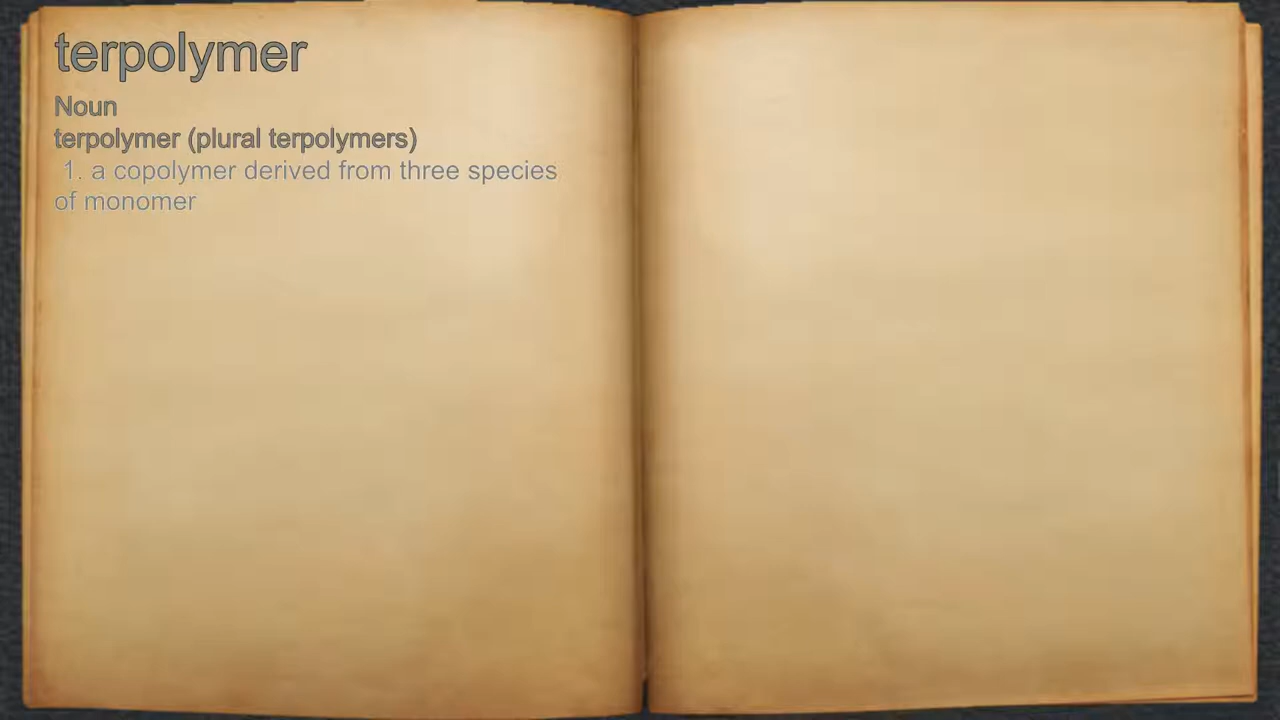 terpolymer
Noun
terpolymer (plural terpolymers)
1. a copolymer derived from three species
of monomer